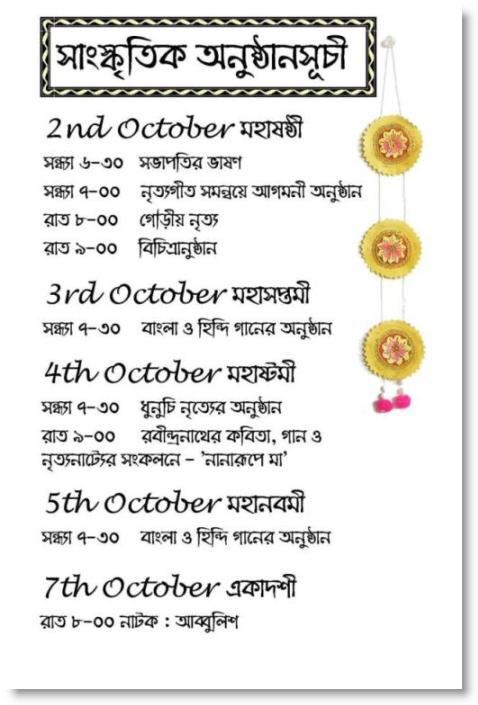 সাংস্কৃতিক অনুষ্ঠানসূচী
2nd October মহাষষ্ঠী
সন্ধ্যা ৬-৩০ সভাপতির ভাষণ
সন্ধ্যা ৭-০০ নৃত্যগীত সমন্বয়ে আগমনী অনুষ্ঠান
রাত ৮-০০ গৌড়ীয় নৃত্য
রাত ৯-০০ বিচিত্রানুষ্ঠান
3rd October মহাসপ্তমী
সন্ধ্যা ৭-৩০ বাংলা ও হিন্দি গানের অনুষ্ঠান
4th October মহাষ্টমী
সন্ধ্যা ৭-৩০ ধুনুচি নৃত্যের অনুষ্ঠান
রাত ৯-০০ রবীন্দ্রনাথের কবিতা, গান ও
নৃত্যনাট্যের সংকলনে - 'নানারূপে মা'
5th October মহানবমী
সন্ধ্যা ৭-৩০ বাংলা ও হিন্দি গানের অনুষ্ঠান
7th October একাদশী
রাত ৮-০০ নাটক : আব্বুলিশ